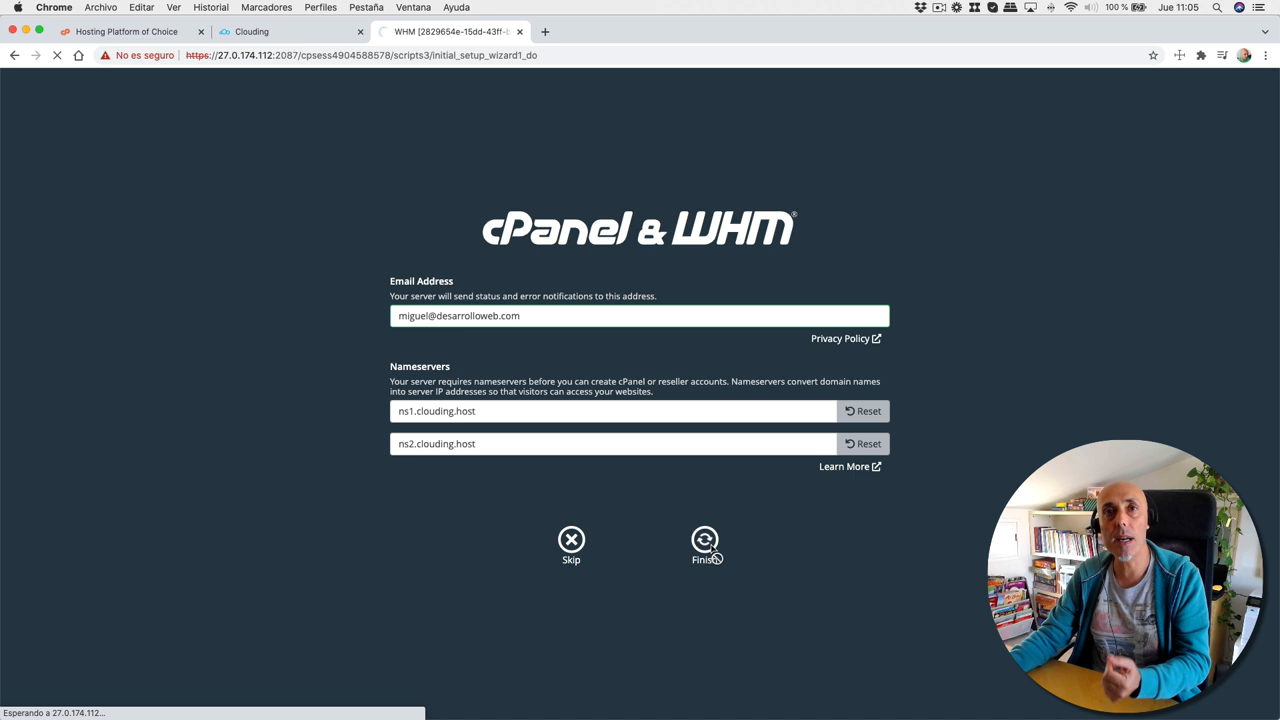 Chrome Archivo Editar Ver Historial Marcadores Perfiles Pestaña Ventana Ayuda 100 % Jue 11:05
Hosting Platform of Choice Clouding WHM [2829654e-15dd-43ff-b
No es seguro https://27.0.174.112:2087/cpsess4904588578/scripts3/initial_setup_wizard1_do
cPanel & WHM®
Email Address
Your server will send status and error notifications to this address.
miguel@desarrolloweb.com
Privacy Policy
Nameservers
Your server requires nameservers before you can create cPanel or reseller accounts. Nameservers convert domain names
into server IP addresses so that visitors can access your websites.
ns1.clouding.host Reset
ns2.clouding.host Reset
Learn More
Skip Finish
Esperando a 27.0.174.112...